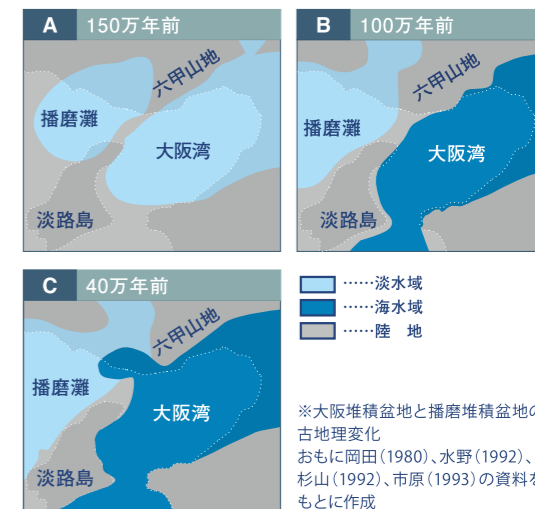 A 150万年前
六甲山地
播磨灘
大阪湾
淡路島
B 100万年前
六甲山地
播磨灘
大阪湾
淡路島
C 40万年前
六甲山地
播磨灘
大阪湾
淡路島
……淡水域
……海水域
……陸　地
※大阪堆積盆地と播磨堆積盆地の
古地理変化
おもに岡田(1980)、水野(1992)、
杉山(1992)、市原(1993)の資料を
もとに作成